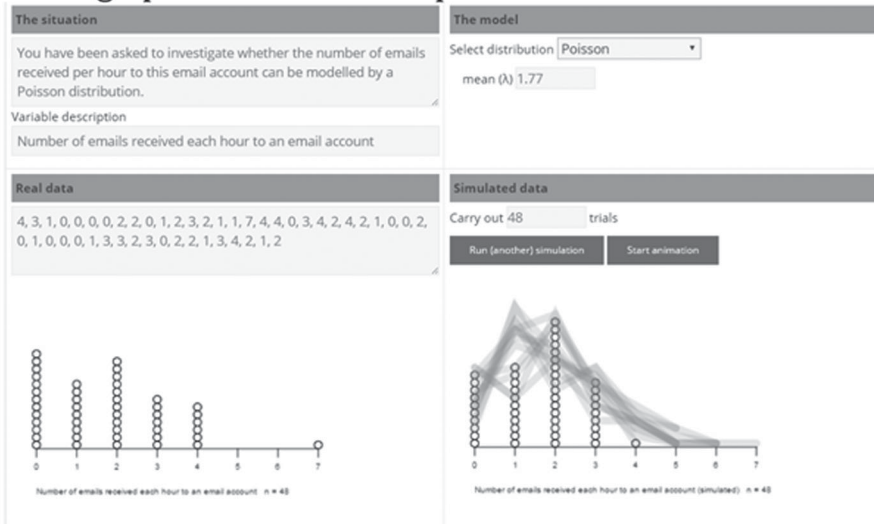 The situation
You have been asked to investigate whether the number of emails
received per hour to this email account can be modelled by a
Poisson distribution.
Variable description
Number of emails received each hour to an email account
The model
Select distribution Poisson
mean (λ) 1.77
Real data
4, 3, 1, 0, 0, 0, 0, 2, 2, 0, 1, 2, 3, 2, 1, 1, 7, 4, 4, 0, 3, 4, 2, 4, 2, 1, 0, 0, 2,
0, 1, 0, 0, 0, 1, 3, 3, 2, 3, 0, 2, 2, 1, 3, 4, 2, 1, 2
0 1 2 3 4 5 6 7
Number of emails received each hour to an email account n = 48
Simulated data
Carry out 48 trials
Run (another) simulation Start animation
0 1 2 3 4 5 6 7
Number of emails received each hour to an email account (simulated) n = 48